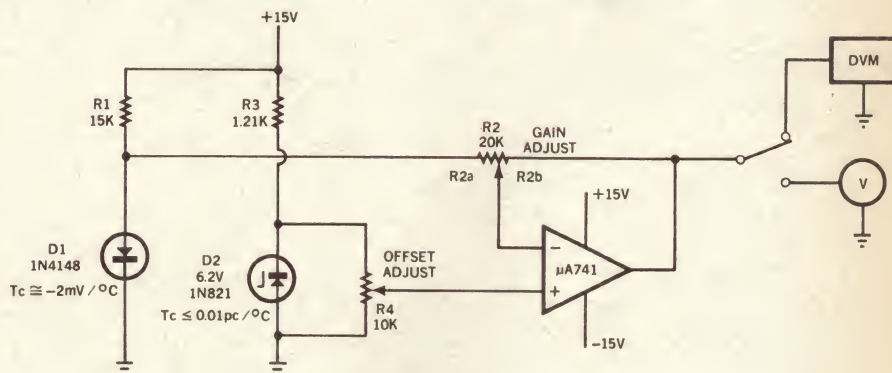 +15V
DVM
R1
15K
R3
1.21K
R2
20K
GAIN
ADJUST
R2a
R2b
+15V
V
D1
1N4148
Tc ≅ −2mV/°C
D2
6.2V
1N821
Tc ≤ 0.01pc/°C
OFFSET
ADJUST
R4
10K
−
+
μA741
−15V